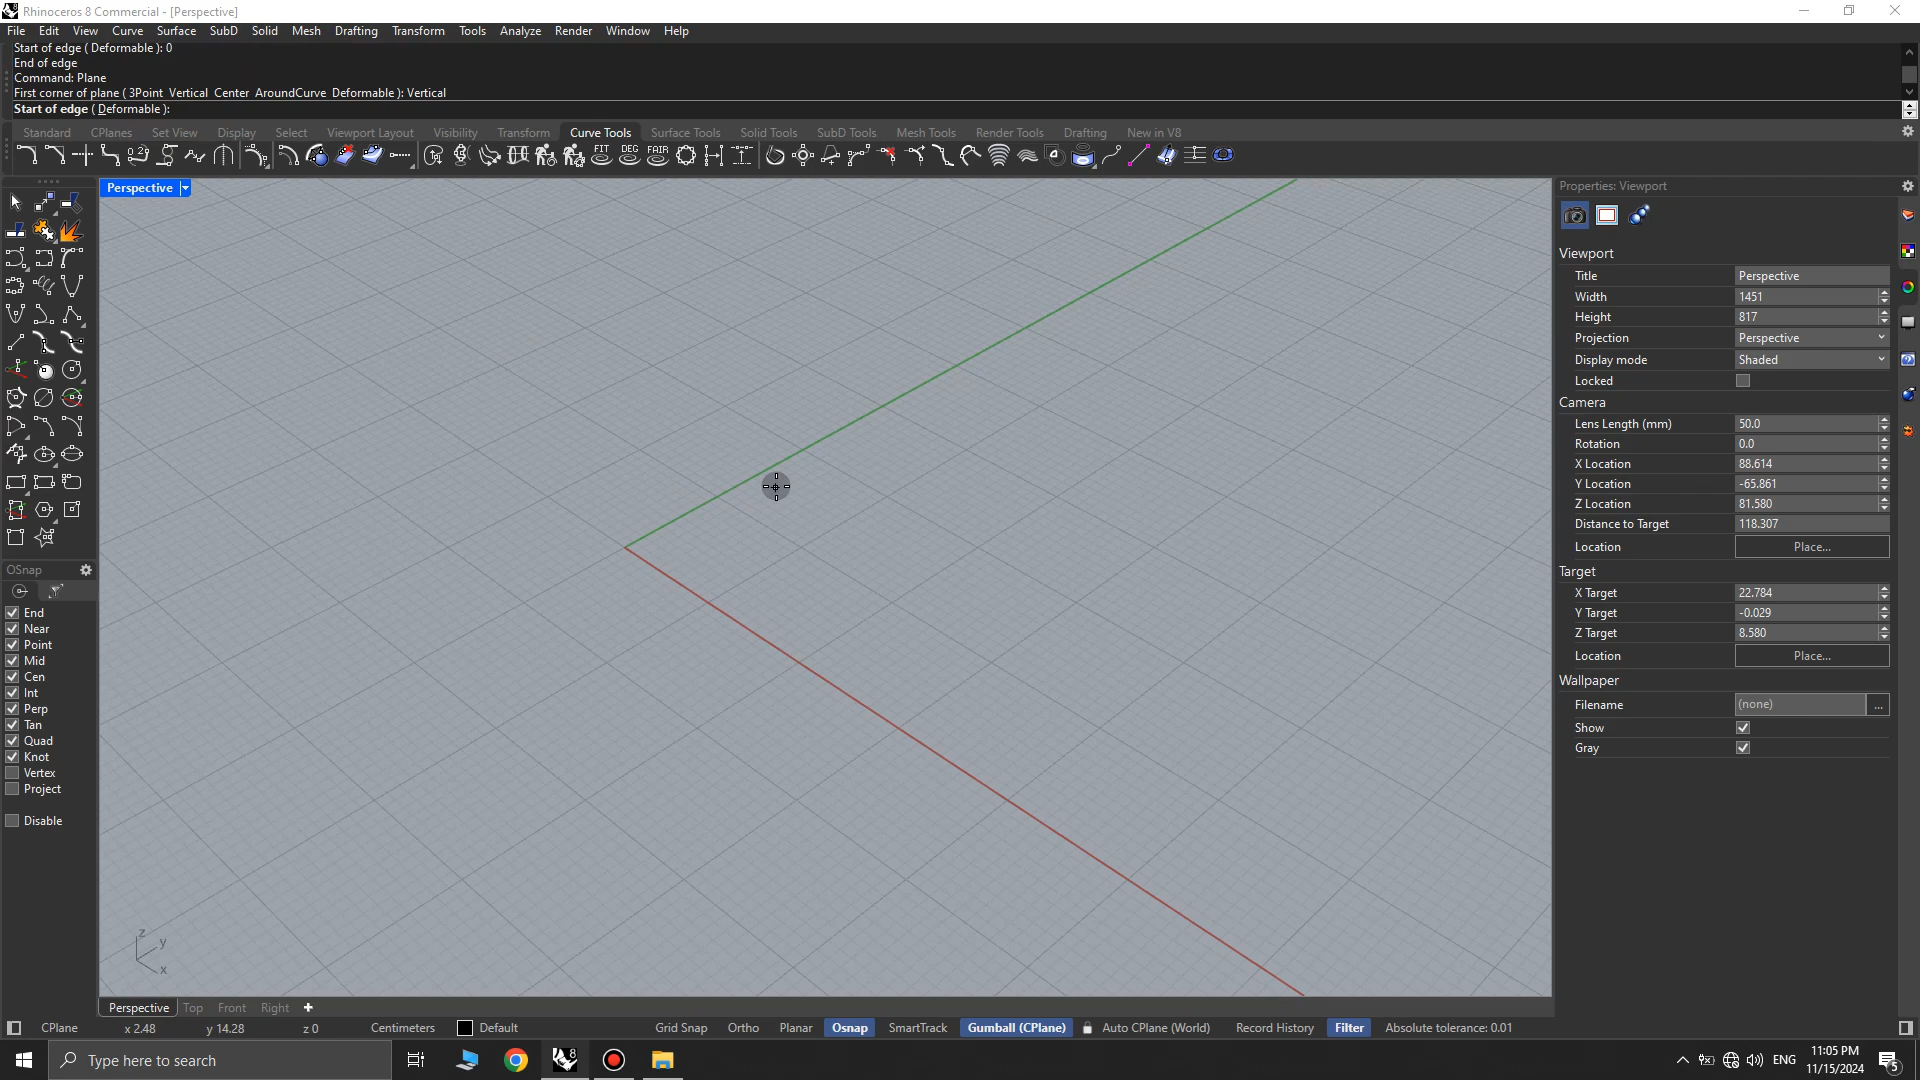 Rhinoceros 8 Commercial - [Perspective]
File Edit View Curve Surface SubD Solid Mesh Drafting Transform Tools Analyze Render Window Help
Start of edge ( Deformable ): 0
End of edge
Command: Plane
First corner of plane ( 3Point Vertical Center AroundCurve Deformable ): Vertical
Start of edge ( Deformable ):
Standard CPlanes Set View Display Select Viewport Layout Visibility Transform Curve Tools Surface Tools Solid Tools SubD Tools Mesh Tools Render Tools Drafting New in V8
FIT DEG FAIR
Perspective
Properties: Viewport
Viewport
Title Perspective
Width 1451
Height 817
Projection Perspective
Display mode Shaded
Locked
Camera
Lens Length (mm) 50.0
Rotation 0.0
X Location 88.614
Y Location -65.861
Z Location 81.580
Distance to Target 118.307
Location Place...
Target
X Target 22.784
Y Target -0.029
Z Target 8.580
Location Place...
Wallpaper
Filename (none) ...
Show
Gray
OSnap
End
Near
Point
Mid
Cen
Int
Perp
Tan
Quad
Knot
Vertex
Project
Disable
z
y
x
Perspective Top Front Right
CPlane x 2.48 y 14.28 z 0 Centimeters Default Grid Snap Ortho Planar Osnap SmartTrack Gumball (CPlane) Auto CPlane (World) Record History Filter Absolute tolerance: 0.01
Type here to search
ENG
11:05 PM
11/15/2024
5